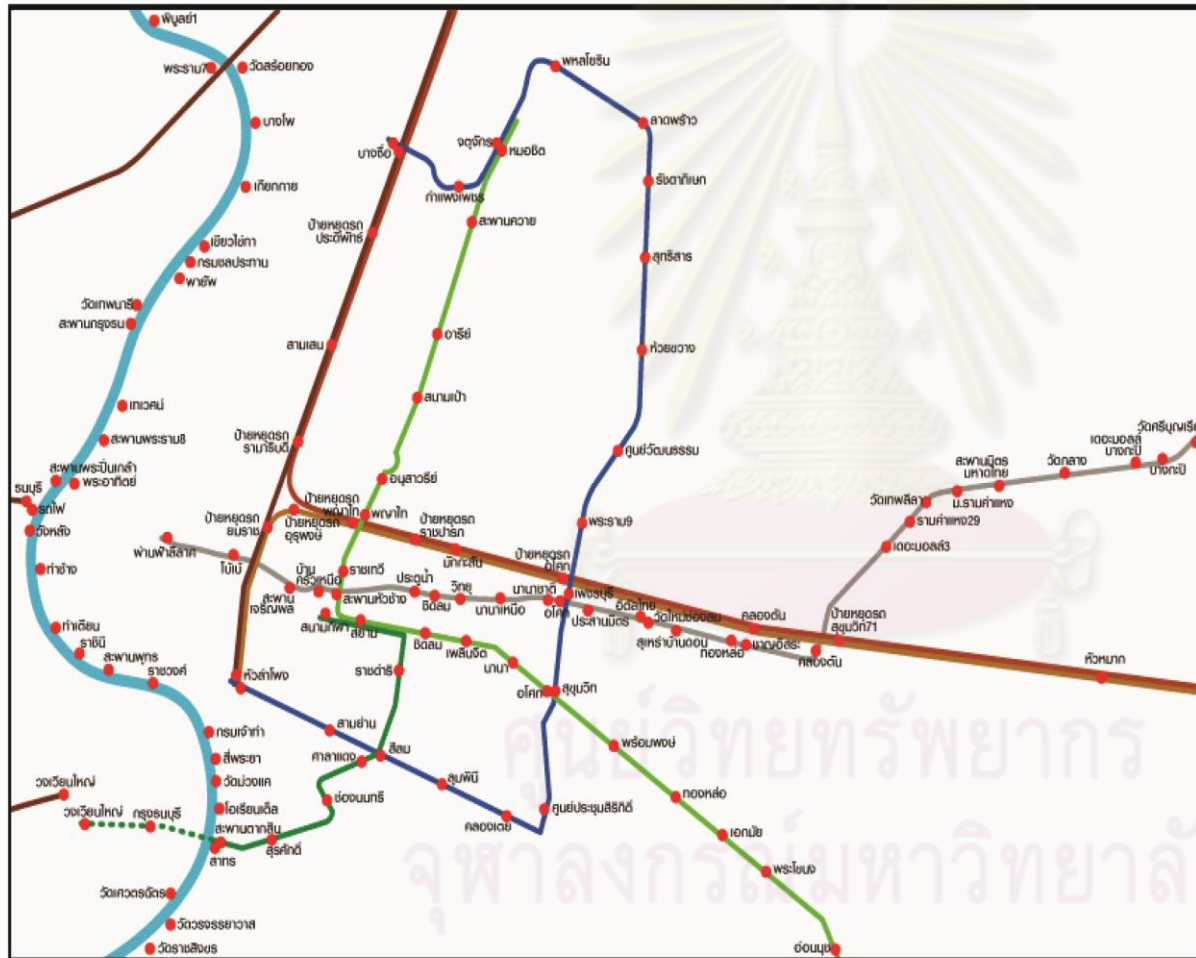 พิบูลย์1
พระราม7
วัดสร้อยทอง
บางโพ
เกียกกาย
เขียวไข่กา
กรมชลประทาน
พายัพ
วัดเทพนารี
สะพานกรุงธน
เทเวศน์
สะพานพระราม8
สะพานพระปิ่นเกล้า
พระอาทิตย์
ธนบุรี
รถไฟ
วังหลัง
ท่าช้าง
ท่าเตียน
ราชินี
สะพานพุทธ
ราชวงศ์
กรมเจ้าท่า
สี่พระยา
วัดม่วงแค
โอเรียนเต็ล
สะพานตากสิน
สาทร
สุรศักดิ์
วงเวียนใหญ่
วงเวียนใหญ่
กรุงธนบุรี
วัดเศวตรฉัตร
วัดวรจรรยาวาส
วัดราชสิงขร
บางซื่อ
กำแพงเพชร
จตุจักร
หมอชิต
พหลโยธิน
ลาดพร้าว
รัชดาภิเษก
สุทธิสาร
ห้วยขวาง
ศูนย์วัฒนธรรม
พระราม9
เพชรบุรี
ป้ายหยุดรถ
ประดิพัทธ์
สะพานควาย
อารีย์
สนามเป้า
อนุสาวรีย์
สามเสน
ป้ายหยุดรถ
รามาธิบดี
ป้ายหยุดรถ
ยมราช
ป้ายหยุดรถ
อุรุพงษ์
ป้ายหยุดรถ
พญาไท
พญาไท
ป้ายหยุดรถ
ราชปรารภ
มักกะสัน
ป้ายหยุดรถ
อโศก
ผ่านฟ้าลีลาศ
โบ๊เบ๊
สะพาน
เจริญผล
บ้าน
ครัวเหนือ
ราชเทวี
สะพานหัวช้าง
ประตูน้ำ
ชิดลม
วิทยุ
นานาเหนือ
นานาชาติ
อโศก
ประสานมิตร
อิตัลไทย
วัดใหม่ช่องลม
สุเหร่าบ้านดอน
ทองหล่อ
ชาญอิสระ
คลองตัน
คลองตัน
ป้ายหยุดรถ
สุขุมวิท71
หัวหมาก
เดอะมอลล์3
รามคำแหง29
วัดเทพลีลา
ม.รามคำแหง
สะพานมิตร
มหาดไทย
วัดกลาง
เดอะมอลล์
บางกะปิ
บางกะปิ
วัดศรีบุญเรือ
สนามกีฬา
สยาม
ชิดลม
เพลินจิต
นานา
อโศก
สุขุมวิท
พร้อมพงษ์
ทองหล่อ
เอกมัย
พระโขนง
อ่อนนุช
ราชดำริ
หัวลำโพง
สามย่าน
สีลม
ศาลาแดง
ช่องนนทรี
ลุมพินี
คลองเตย
ศูนย์ประชุมสิริกิติ์
ศูนย์วิทยทรัพยากร
จุฬาลงกรณ์มหาวิทยาลั